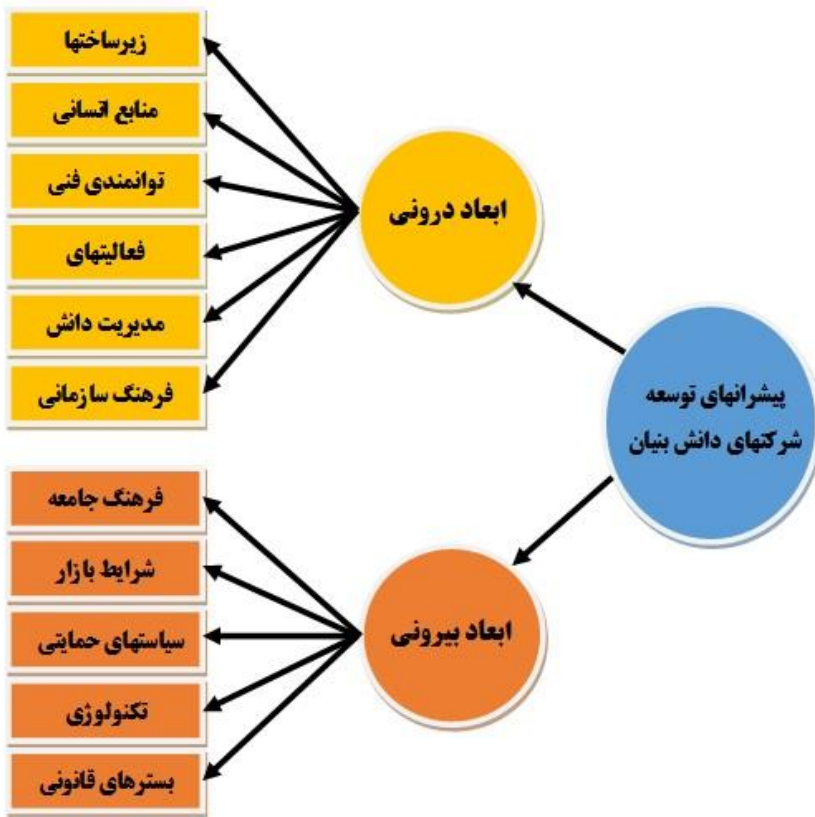 پیشرانهای توسعه
شرکتهای دانش بنیان
ابعاد درونی
زیرساختها
منابع انسانی
توانمندی فنی
فعالیتهای
مدیریت دانش
فرهنگ سازمانی
ابعاد بیرونی
فرهنگ جامعه
شرایط بازار
سیاستهای حمایتی
تکنولوژی
بسترهای قانونی